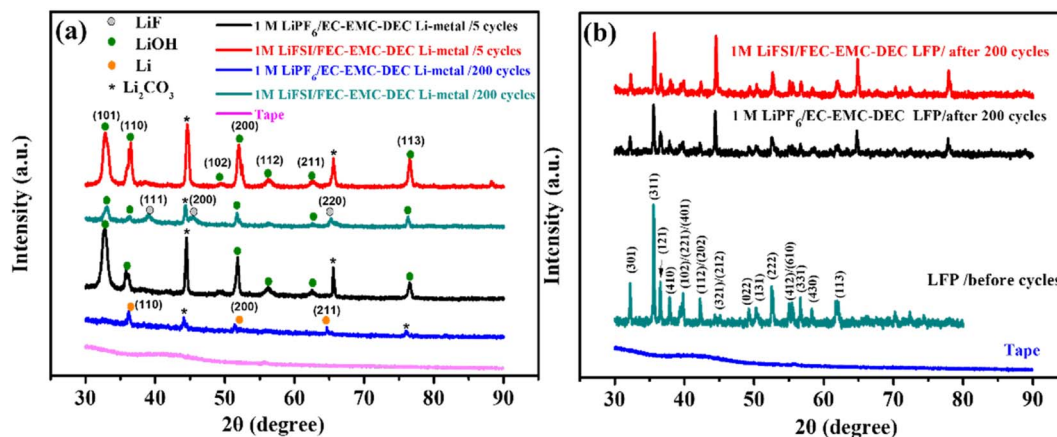 (a)
LiF
LiOH
Li
* Li₂CO₃
1 M LiPF₆/EC-EMC-DEC Li-metal /5 cycles
1M LiFSI/FEC-EMC-DEC Li-metal /5 cycles
1 M LiPF₆/EC-EMC-DEC Li-metal /200 cycles
1M LiFSI/FEC-EMC-DEC Li-metal /200 cycles
Tape
(101)
(110)
*
(200)
(102)
(112)
(211)
*
(113)
(111)
*
(200)
(220)
*
*
(110)
*
(200)
(211)
*
Intensity (a.u.)
30 40 50 60 70 80 90
2θ (degree)
(b)
1M LiFSI/FEC-EMC-DEC LFP/ after 200 cycles
1 M LiPF₆/EC-EMC-DEC LFP/after 200 cycles
(301)
(311)
(121)
(410)
(102)/(221)/(401)
(112)/(202)
(321)/(212)
(022)
(131)
(222)
(412)/(610)
(331)
(430)
(113)
LFP /before cycles
Tape
Intensity (a.u.)
30 40 50 60 70 80 90
2θ (degree)